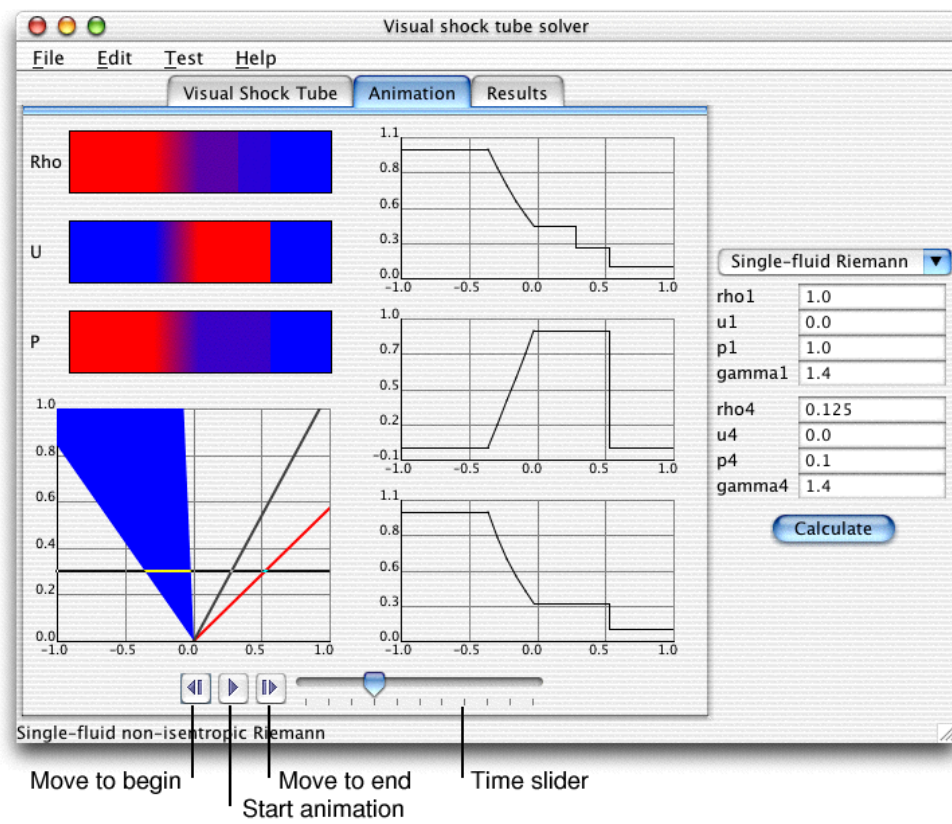 Visual shock tube solver
File Edit Test Help
Visual Shock Tube Animation Results
Rho
U
P
1.1
0.8
0.6
0.3
0.0
-1.0 -0.5 0.0 0.5 1.0
1.0
0.7
0.5
0.2
-0.1
-1.0 -0.5 0.0 0.5 1.0
1.1
0.8
0.6
0.3
0.0
-1.0 -0.5 0.0 0.5 1.0
1.0
0.8
0.6
0.4
0.2
0.0
-1.0 -0.5 0.0 0.5 1.0
Single-fluid Riemann
rho1 1.0
u1 0.0
p1 1.0
gamma1 1.4
rho4 0.125
u4 0.0
p4 0.1
gamma4 1.4
Calculate
Single-fluid non-isentropic Riemann
Move to begin Move to end Time slider
Start animation